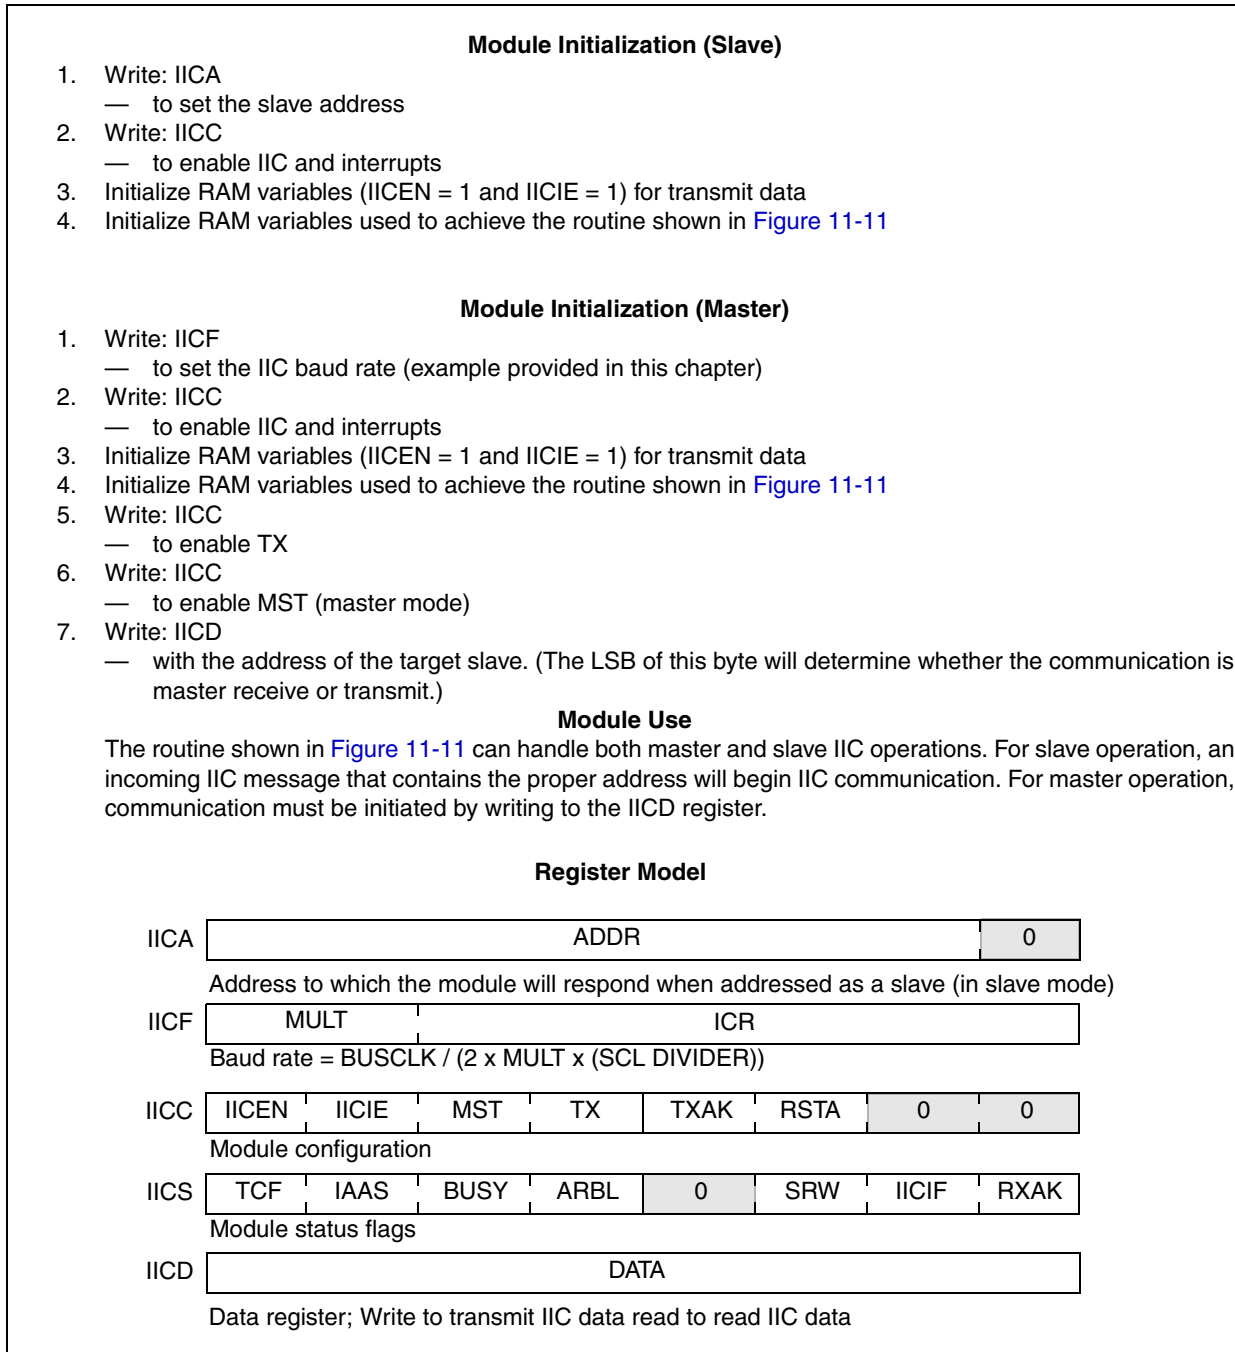 Module Initialization (Slave)
1. Write: IICA
— to set the slave address
2. Write: IICC
— to enable IIC and interrupts
3. Initialize RAM variables (IICEN = 1 and IICIE = 1) for transmit data
4. Initialize RAM variables used to achieve the routine shown in Figure 11-11
Module Initialization (Master)
1. Write: IICF
— to set the IIC baud rate (example provided in this chapter)
2. Write: IICC
— to enable IIC and interrupts
3. Initialize RAM variables (IICEN = 1 and IICIE = 1) for transmit data
4. Initialize RAM variables used to achieve the routine shown in Figure 11-11
5. Write: IICC
— to enable TX
6. Write: IICC
— to enable MST (master mode)
7. Write: IICD
— with the address of the target slave. (The LSB of this byte will determine whether the communication is
master receive or transmit.)
Module Use
The routine shown in Figure 11-11 can handle both master and slave IIC operations. For slave operation, an
incoming IIC message that contains the proper address will begin IIC communication. For master operation,
communication must be initiated by writing to the IICD register.
Register Model
IICA ADDR 0
Address to which the module will respond when addressed as a slave (in slave mode)
IICF MULT ICR
Baud rate = BUSCLK / (2 x MULT x (SCL DIVIDER))
IICC IICEN IICIE MST TX TXAK RSTA 0 0
Module configuration
IICS TCF IAAS BUSY ARBL 0 SRW IICIF RXAK
Module status flags
IICD DATA
Data register; Write to transmit IIC data read to read IIC data